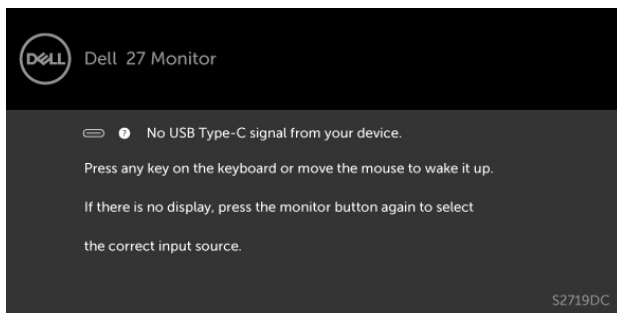 DELL
Dell 27 Monitor
? No USB Type-C signal from your device.
Press any key on the keyboard or move the mouse to wake it up.
If there is no display, press the monitor button again to select
the correct input source.
S2719DC